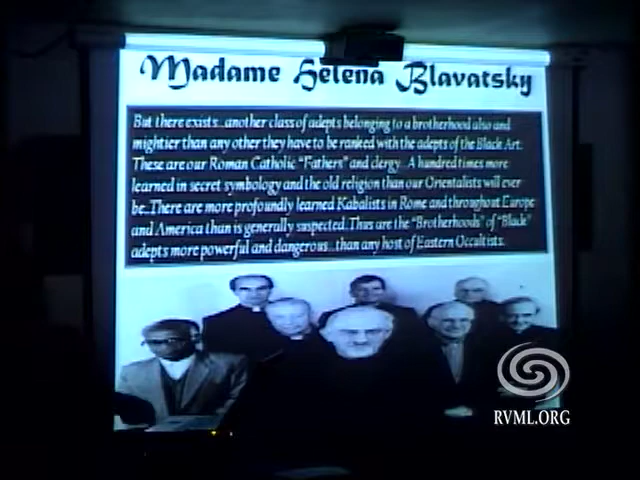 Madame Helena Blavatsky
But there exists...another class of adepts belonging to a brotherhood also and
mightier than any other they have to be ranked with the adepts of the Black Art.
These are our Roman Catholic "Fathers" and clergy...A hundred times more
learned in secret symbology and the old religion than our Orientalists will ever
be..There are more profoundly learned Kabalists in Rome and throughout Europe
and America than is generally suspected. Thus are the "Brotherhoods" of "Black"
adepts more powerful and dangerous...than any host of Eastern Occultists.
RVML.ORG